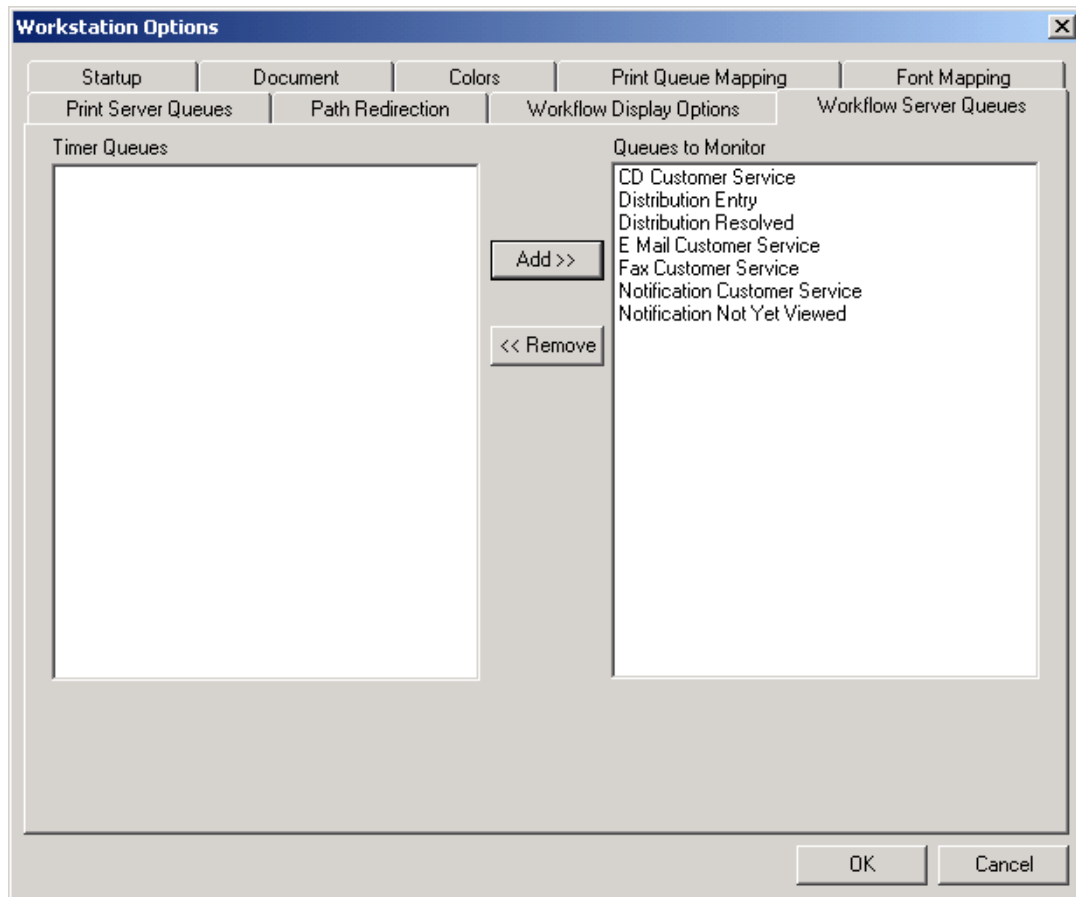 Workstation Options
Startup Document Colors Print Queue Mapping Font Mapping
Print Server Queues Path Redirection Workflow Display Options Workflow Server Queues
Timer Queues
Queues to Monitor
CD Customer Service
Distribution Entry
Distribution Resolved
E Mail Customer Service
Fax Customer Service
Notification Customer Service
Notification Not Yet Viewed
Add >>
<< Remove
OK Cancel